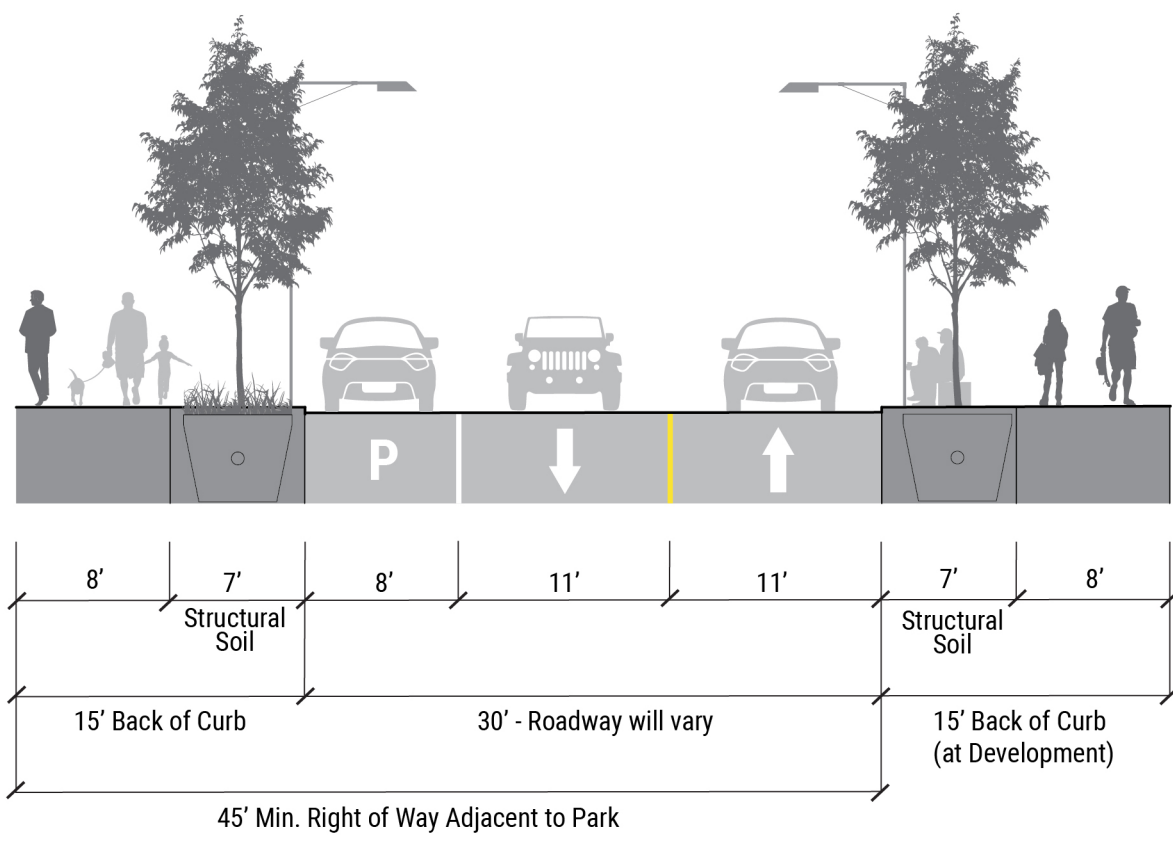 P
8’
7’
8’
11’
11’
7’
8’
Structural
Soil
Structural
Soil
15’ Back of Curb
30’ - Roadway will vary
15’ Back of Curb
(at Development)
45’ Min. Right of Way Adjacent to Park